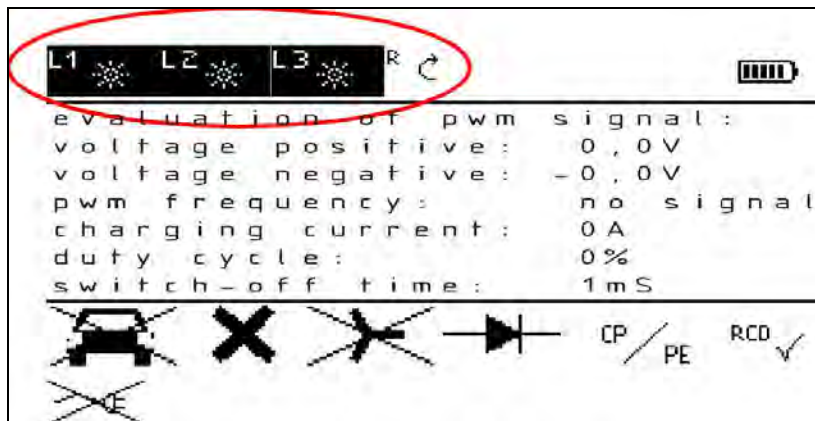 L1 L2 L3 R
evaluation of pwm signal:
voltage positive: 0,0V
voltage negative: -0,0V
pwm frequency: no signal
charging current: 0A
duty cycle: 0%
switch-off time: 1mS
CP/PE RCD